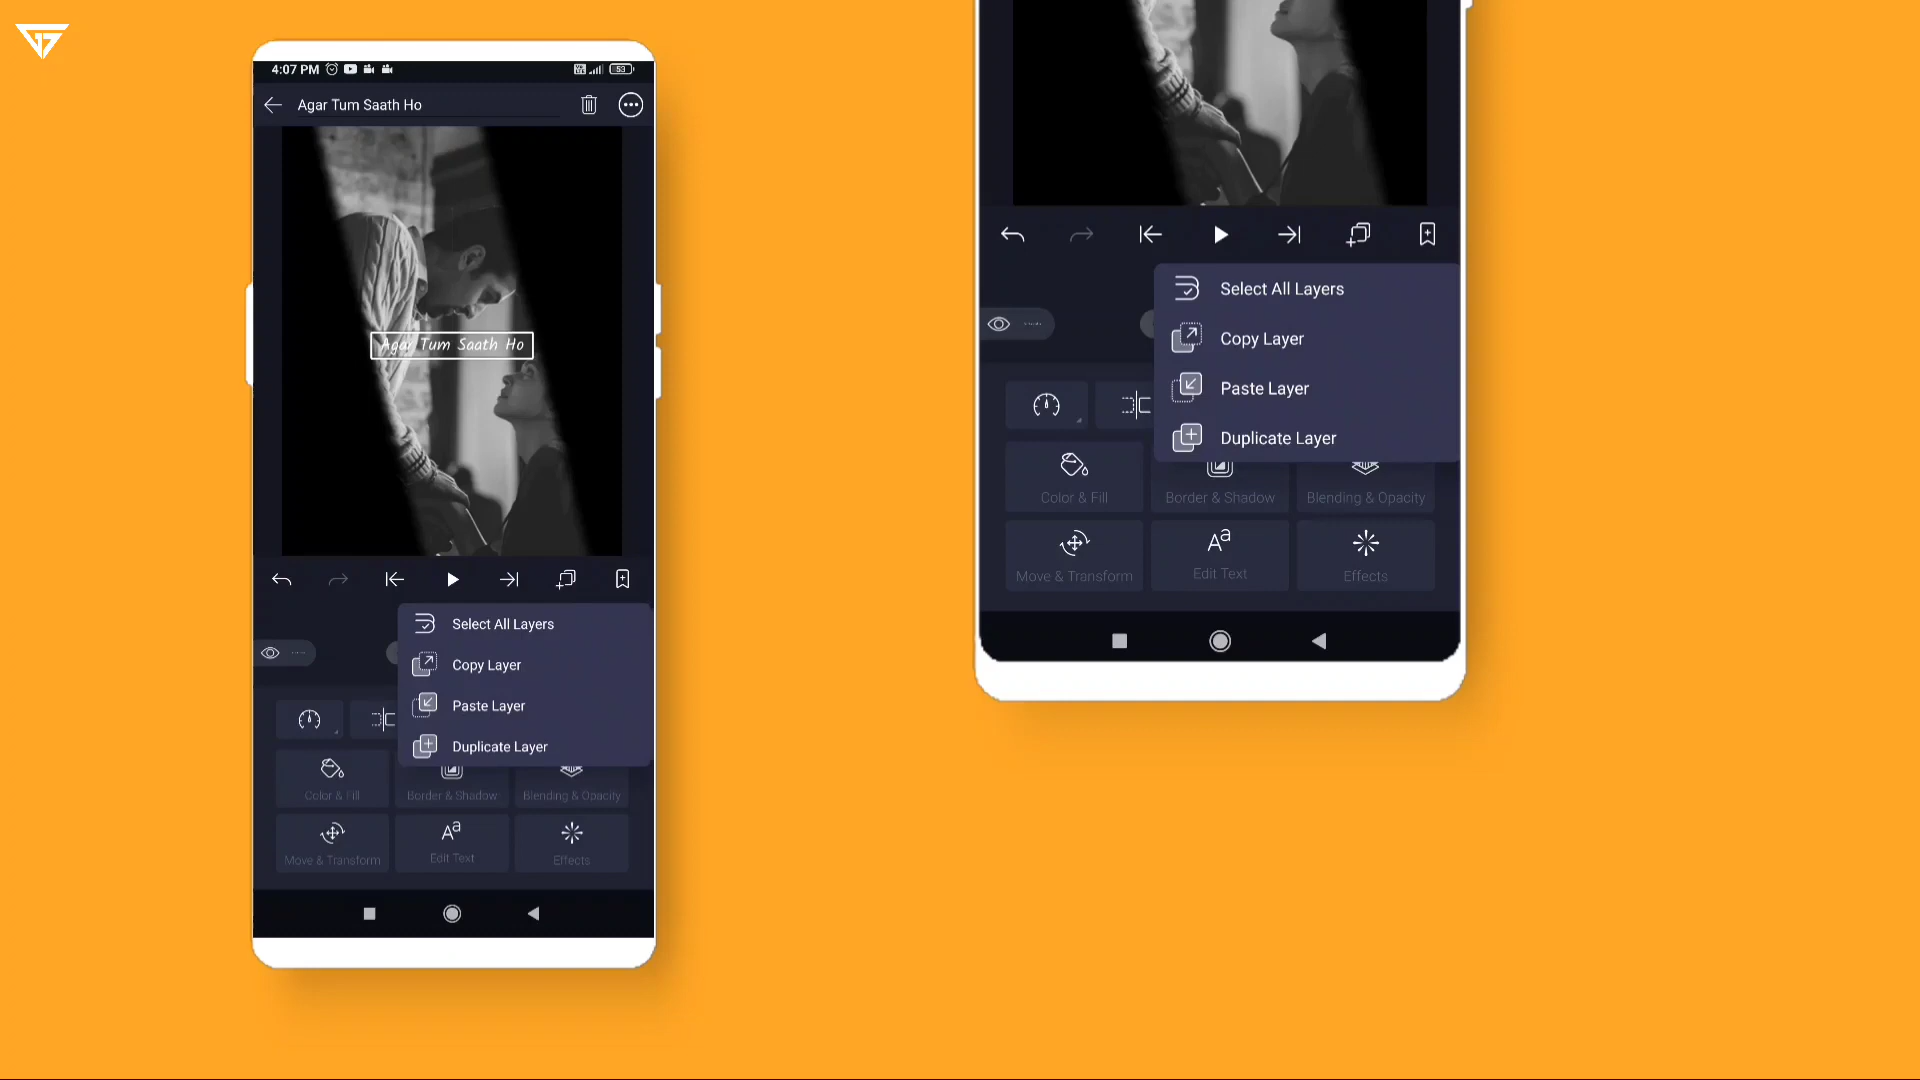 4:07 PM
53
Agar Tum Saath Ho
Agar Tum Saath Ho
Select All Layers
Copy Layer
Paste Layer
Duplicate Layer
Color & Fill
Border & Shadow
Blending & Opacity
Move & Transform
Edit Text
Effects
Select All Layers
Copy Layer
Paste Layer
Duplicate Layer
Color & Fill
Border & Shadow
Blending & Opacity
Move & Transform
Edit Text
Effects